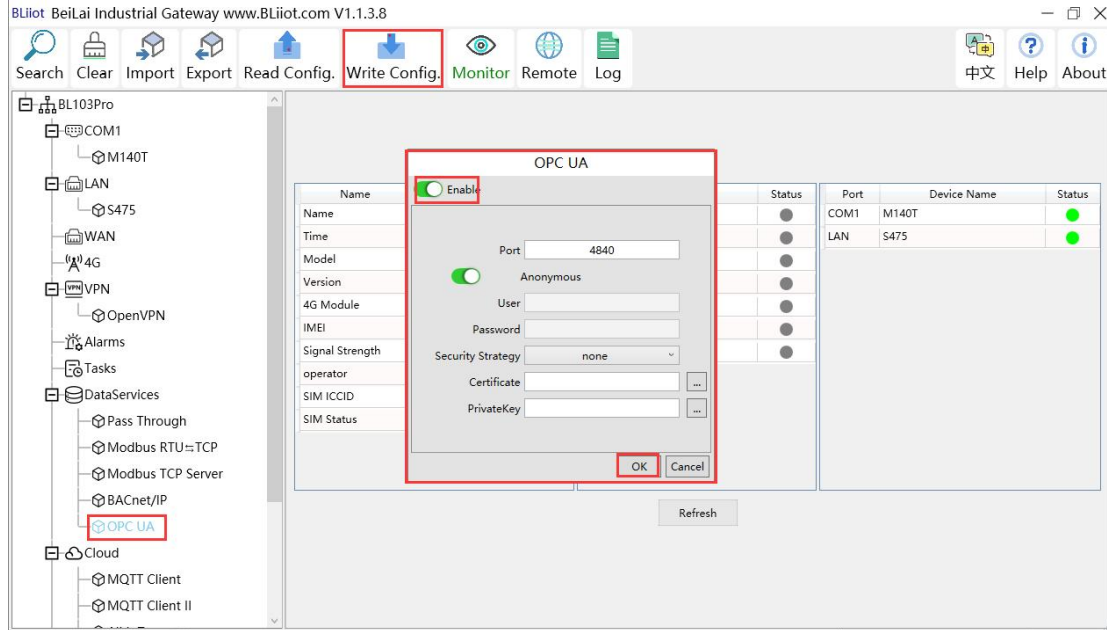 BLiiot BeiLai Industrial Gateway www.BLiiot.com V1.1.3.8
Search Clear Import Export Read Config. Write Config. Monitor Remote Log 中文 Help About
BL103Pro
COM1
M140T
LAN
S475
WAN
4G
VPN
OpenVPN
Alarms
Tasks
DataServices
Pass Through
Modbus RTU⇆TCP
Modbus TCP Server
BACnet/IP
OPC UA
Cloud
MQTT Client
MQTT Client II
Name
Name
Time
Model
Version
4G Module
IMEI
Signal Strength
operator
SIM ICCID
SIM Status
OPC UA
Enable
Port 4840
Anonymous
User
Password
Security Strategy none
Certificate ...
PrivateKey ...
OK Cancel
Status
Port Device Name Status
COM1 M140T
LAN S475
Refresh